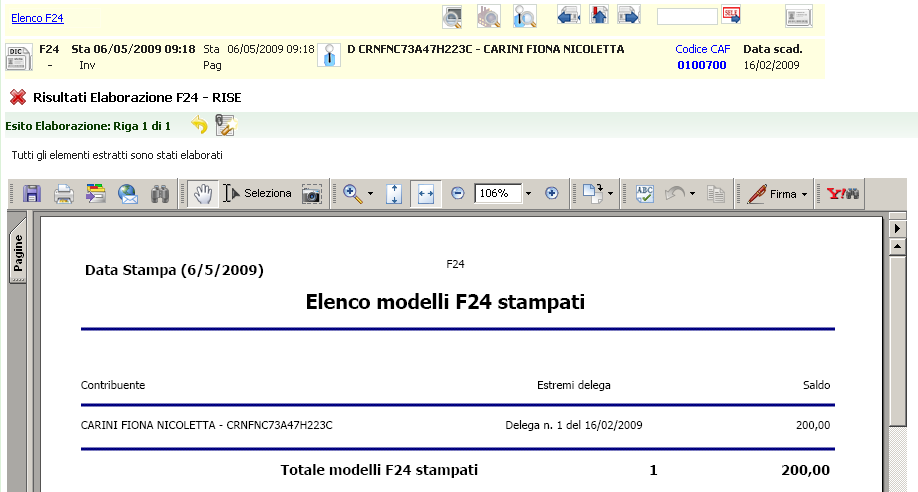 Elenco F24
SELE
DIC F24 Sta 06/05/2009 09:18 Sta 06/05/2009 09:18 D CRNFNC73A47H223C - CARINI FIONA NICOLETTA Codice CAF Data scad.
- Inv Pag 0100700 16/02/2009
Risultati Elaborazione F24 - RISE
Esito Elaborazione: Riga 1 di 1
Tutti gli elementi estratti sono stati elaborati
Seleziona 106% ABC Firma Y!
Pagine
Data Stampa (6/5/2009) F24
Elenco modelli F24 stampati
Contribuente Estremi delega Saldo
CARINI FIONA NICOLETTA - CRNFNC73A47H223C Delega n. 1 del 16/02/2009 200,00
Totale modelli F24 stampati 1 200,00